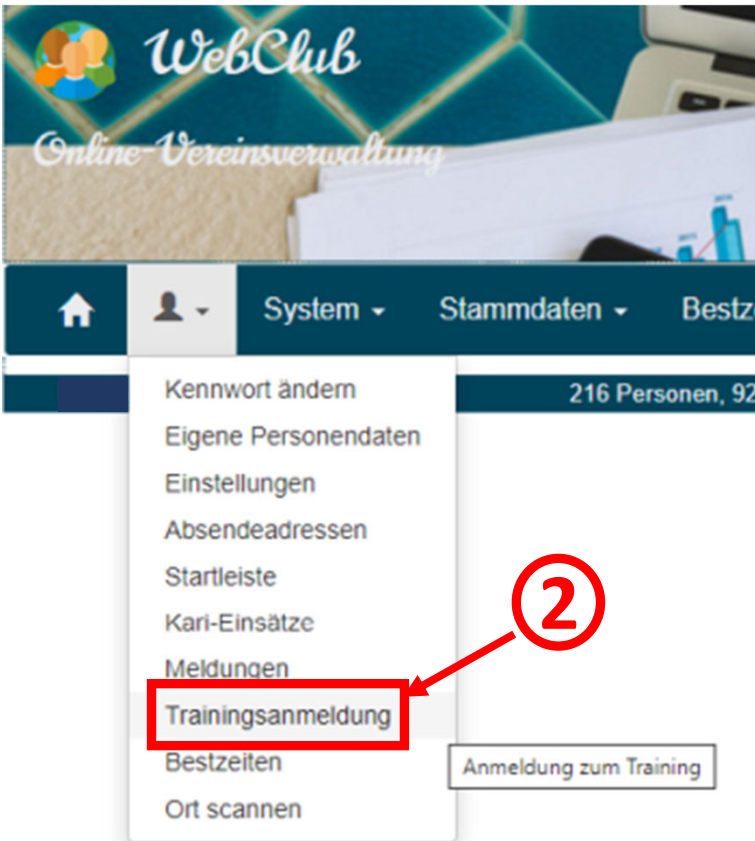 WebClub
Online-Vereinsverwaltung
System
Stammdaten
Bestz
216 Personen, 92
Kennwort ändern
Eigene Personendaten
Einstellungen
Absendeadressen
Startleiste
Kari-Einsätze
Meldungen
Trainingsanmeldung
Bestzeiten
Ort scannen
2
Anmeldung zum Training